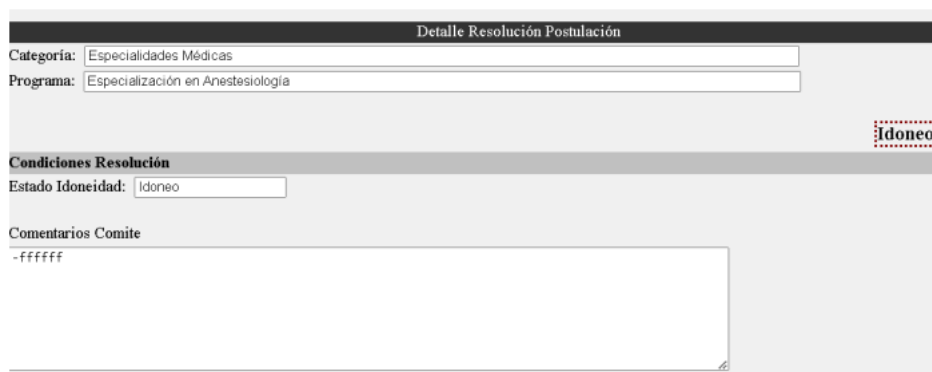 Detalle Resolución Postulación
Categoría: Especialidades Médicas
Programa: Especialización en Anestesiología
Idoneo
Condiciones Resolución
Estado Idoneidad: Idoneo
Comentarios Comite
-ffffff